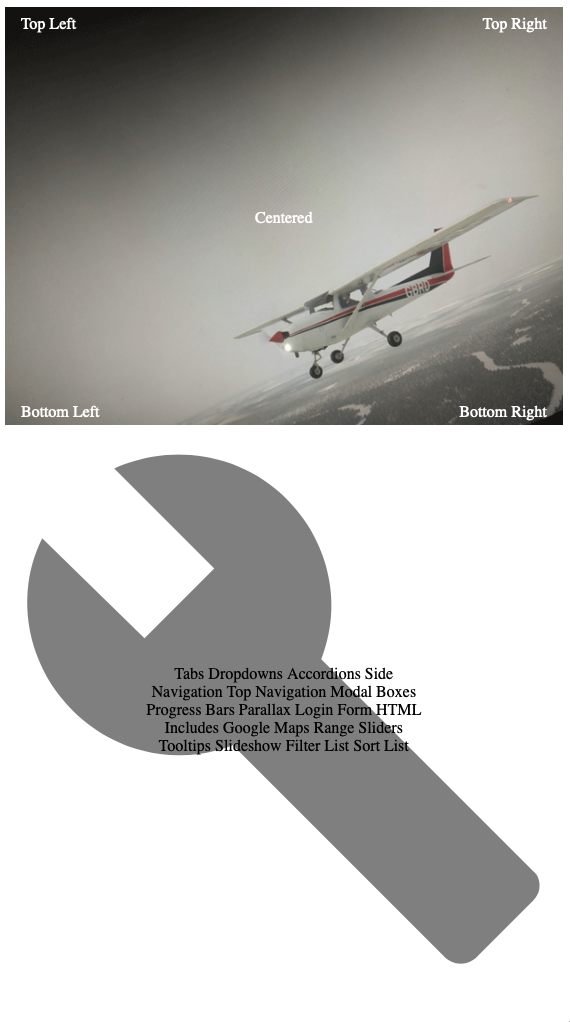 Top Left
Top Right
Centered
GBRD
Bottom Left
Bottom Right
Tabs Dropdowns Accordions Side
Navigation Top Navigation Modal Boxes
Progress Bars Parallax Login Form HTML
Includes Google Maps Range Sliders
Tooltips Slideshow Filter List Sort List